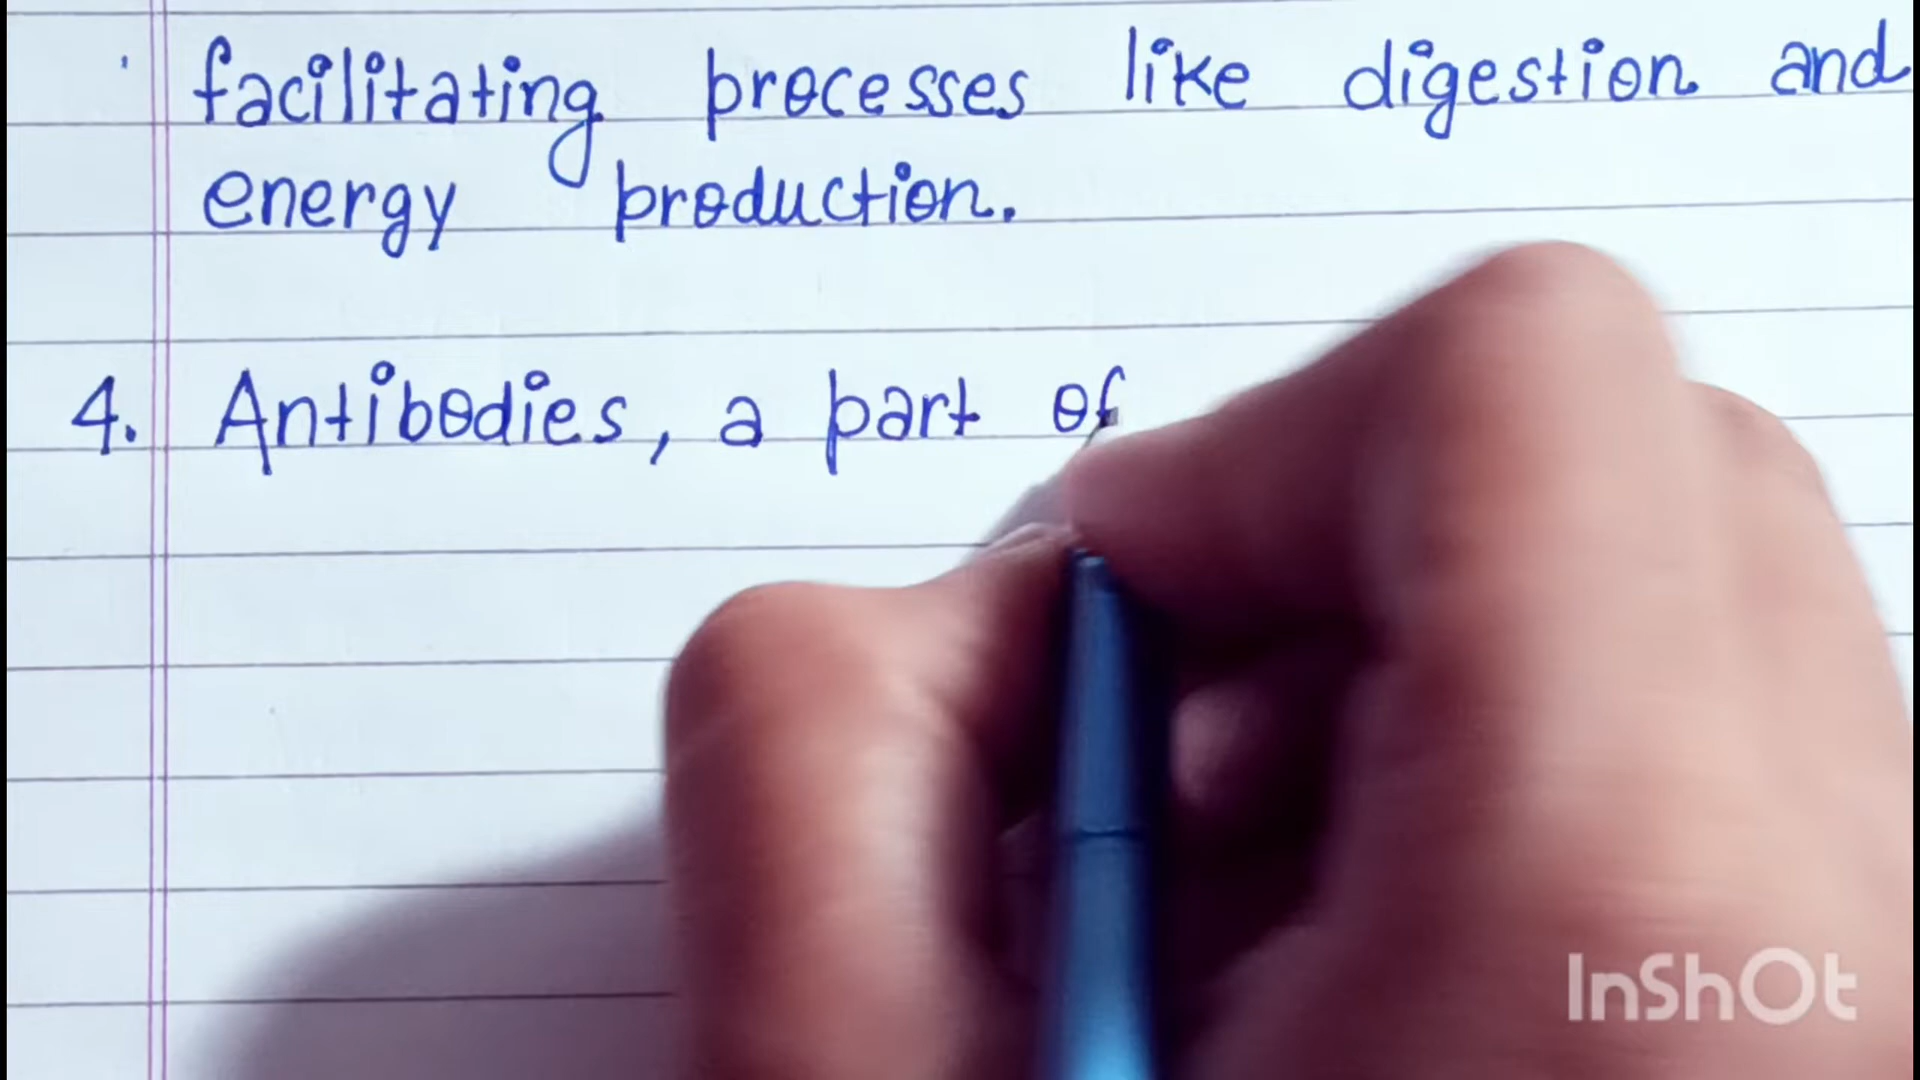 facilitating processes like digestion and
energy production.
4. Antibodies, a part of
InShOt